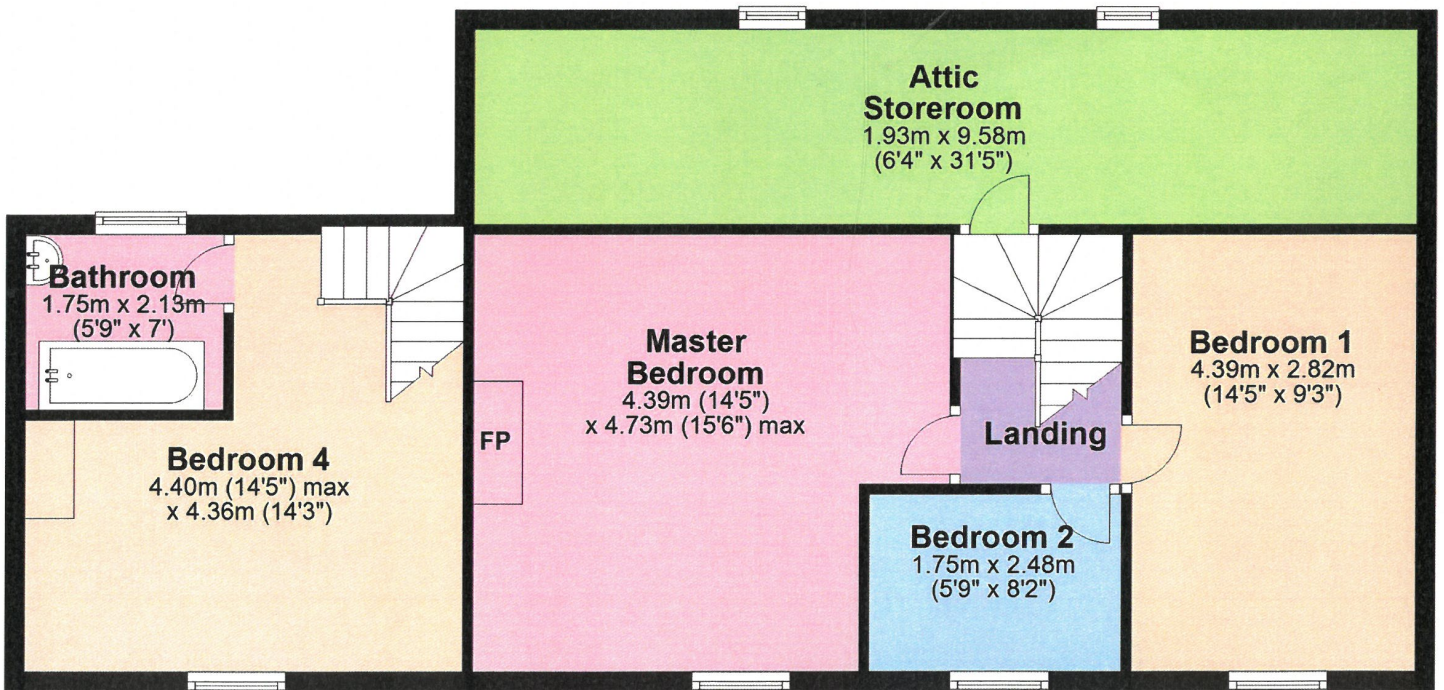 Attic
Storeroom
1.93m x 9.58m
(6'4" x 31'5")
Bathroom
1.75m x 2.13m
(5'9" x 7')
Master
Bedroom
4.39m (14'5")
x 4.73m (15'6") max
Bedroom 1
4.39m x 2.82m
(14'5" x 9'3")
FP
Landing
Bedroom 4
4.40m (14'5") max
x 4.36m (14'3")
Bedroom 2
1.75m x 2.48m
(5'9" x 8'2")